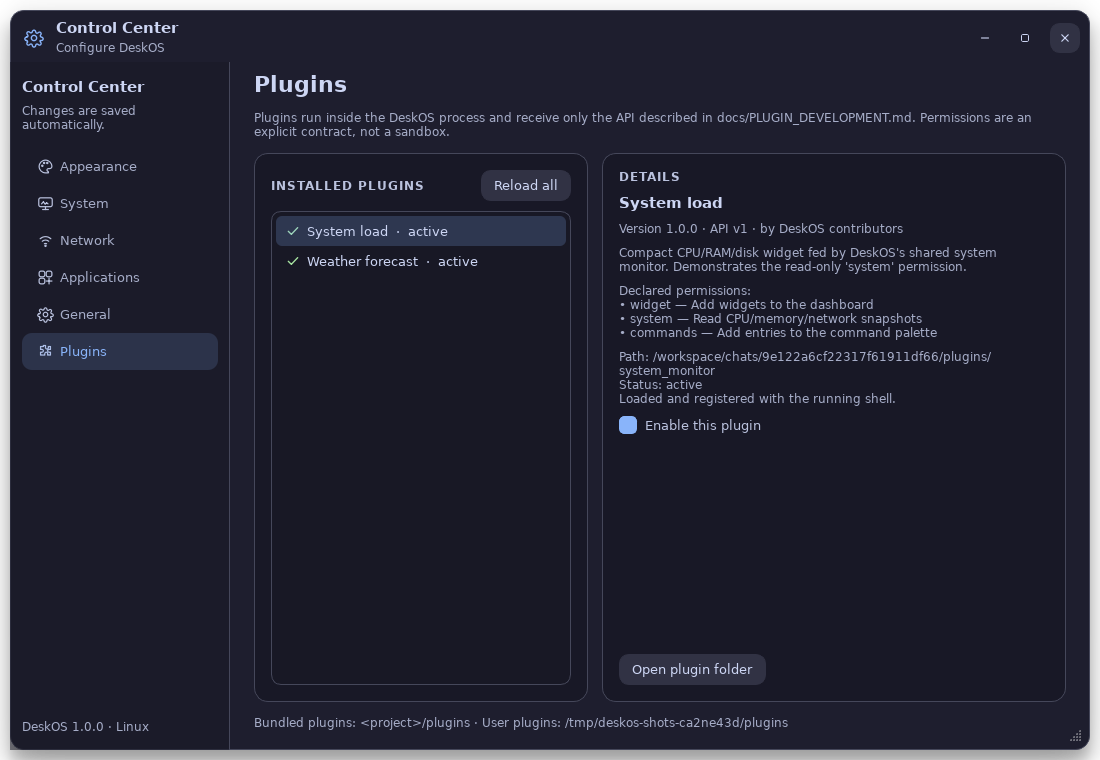 Control Center
Configure DeskOS
Control Center
Changes are saved
automatically.
Appearance
System
Network
Applications
General
Plugins
DeskOS 1.0.0 · Linux
Plugins
Plugins run inside the DeskOS process and receive only the API described in docs/PLUGIN_DEVELOPMENT.md. Permissions are an
explicit contract, not a sandbox.
INSTALLED PLUGINS
Reload all
System load · active
Weather forecast · active
DETAILS
System load
Version 1.0.0 · API v1 · by DeskOS contributors
Compact CPU/RAM/disk widget fed by DeskOS's shared system
monitor. Demonstrates the read-only 'system' permission.
Declared permissions:
• widget — Add widgets to the dashboard
• system — Read CPU/memory/network snapshots
• commands — Add entries to the command palette
Path: /workspace/chats/9e122a6cf22317f61911df66/plugins/
system_monitor
Status: active
Loaded and registered with the running shell.
Enable this plugin
Open plugin folder
Bundled plugins: <project>/plugins · User plugins: /tmp/deskos-shots-ca2ne43d/plugins